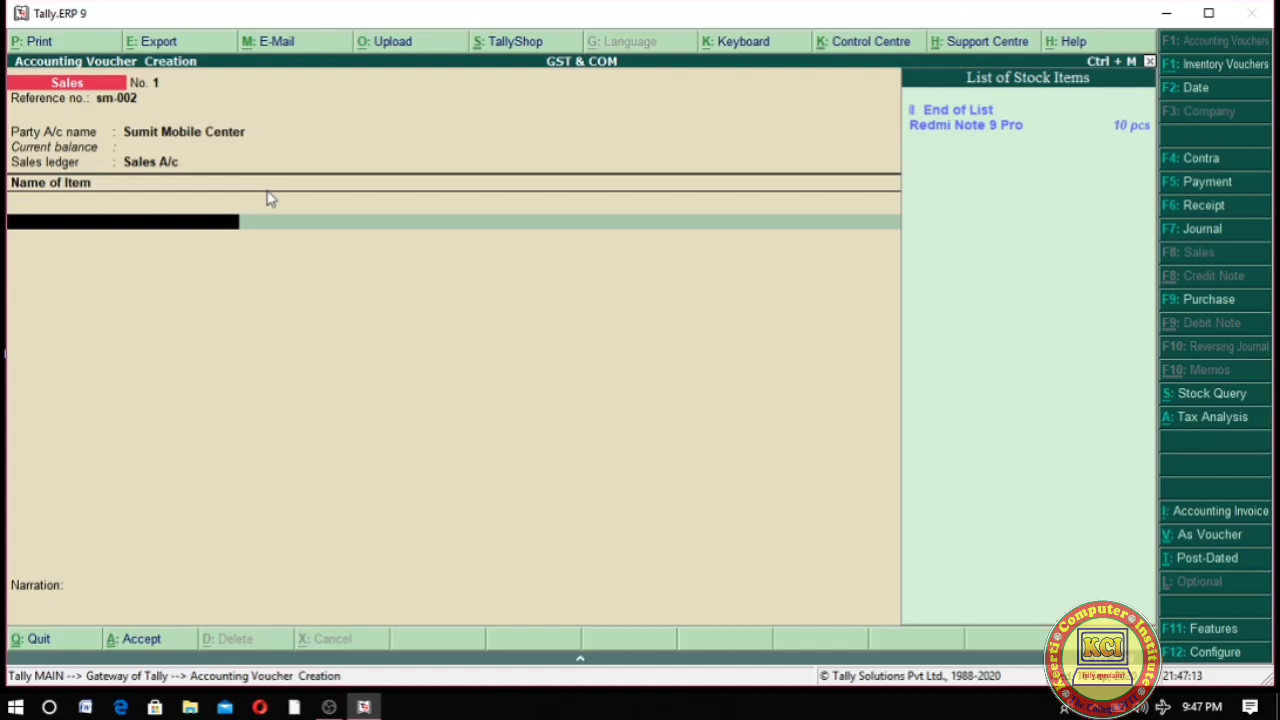 Tally.ERP 9
P: Print
E: Export
M: E-Mail
O: Upload
S: TallyShop
G: Language
K: Keyboard
K: Control Centre
H: Support Centre
H: Help
Accounting Voucher Creation
GST & COM
Ctrl + M
Sales
No. 1
Reference no.: sm-002
Party A/c name : Sumit Mobile Center
Current balance :
Sales ledger : Sales A/c
Name of Item
Narration:
List of Stock Items
End of List
Redmi Note 9 Pro 10 pcs
F1: Accounting Vouchers
F1: Inventory Vouchers
F2: Date
F3: Company
F4: Contra
F5: Payment
F6: Receipt
F7: Journal
F8: Sales
F8: Credit Note
F9: Purchase
F9: Debit Note
F10: Reversing Journal
F10: Memos
S: Stock Query
A: Tax Analysis
I: Accounting Invoice
V: As Voucher
T: Post-Dated
L: Optional
F11: Features
F12: Configure
Q: Quit
A: Accept
D: Delete
X: Cancel
Tally MAIN --> Gateway of Tally --> Accounting Voucher Creation
© Tally Solutions Pvt Ltd., 1988-2020
21:47:13
Keerti Computer Institute
KCI
9:47 PM